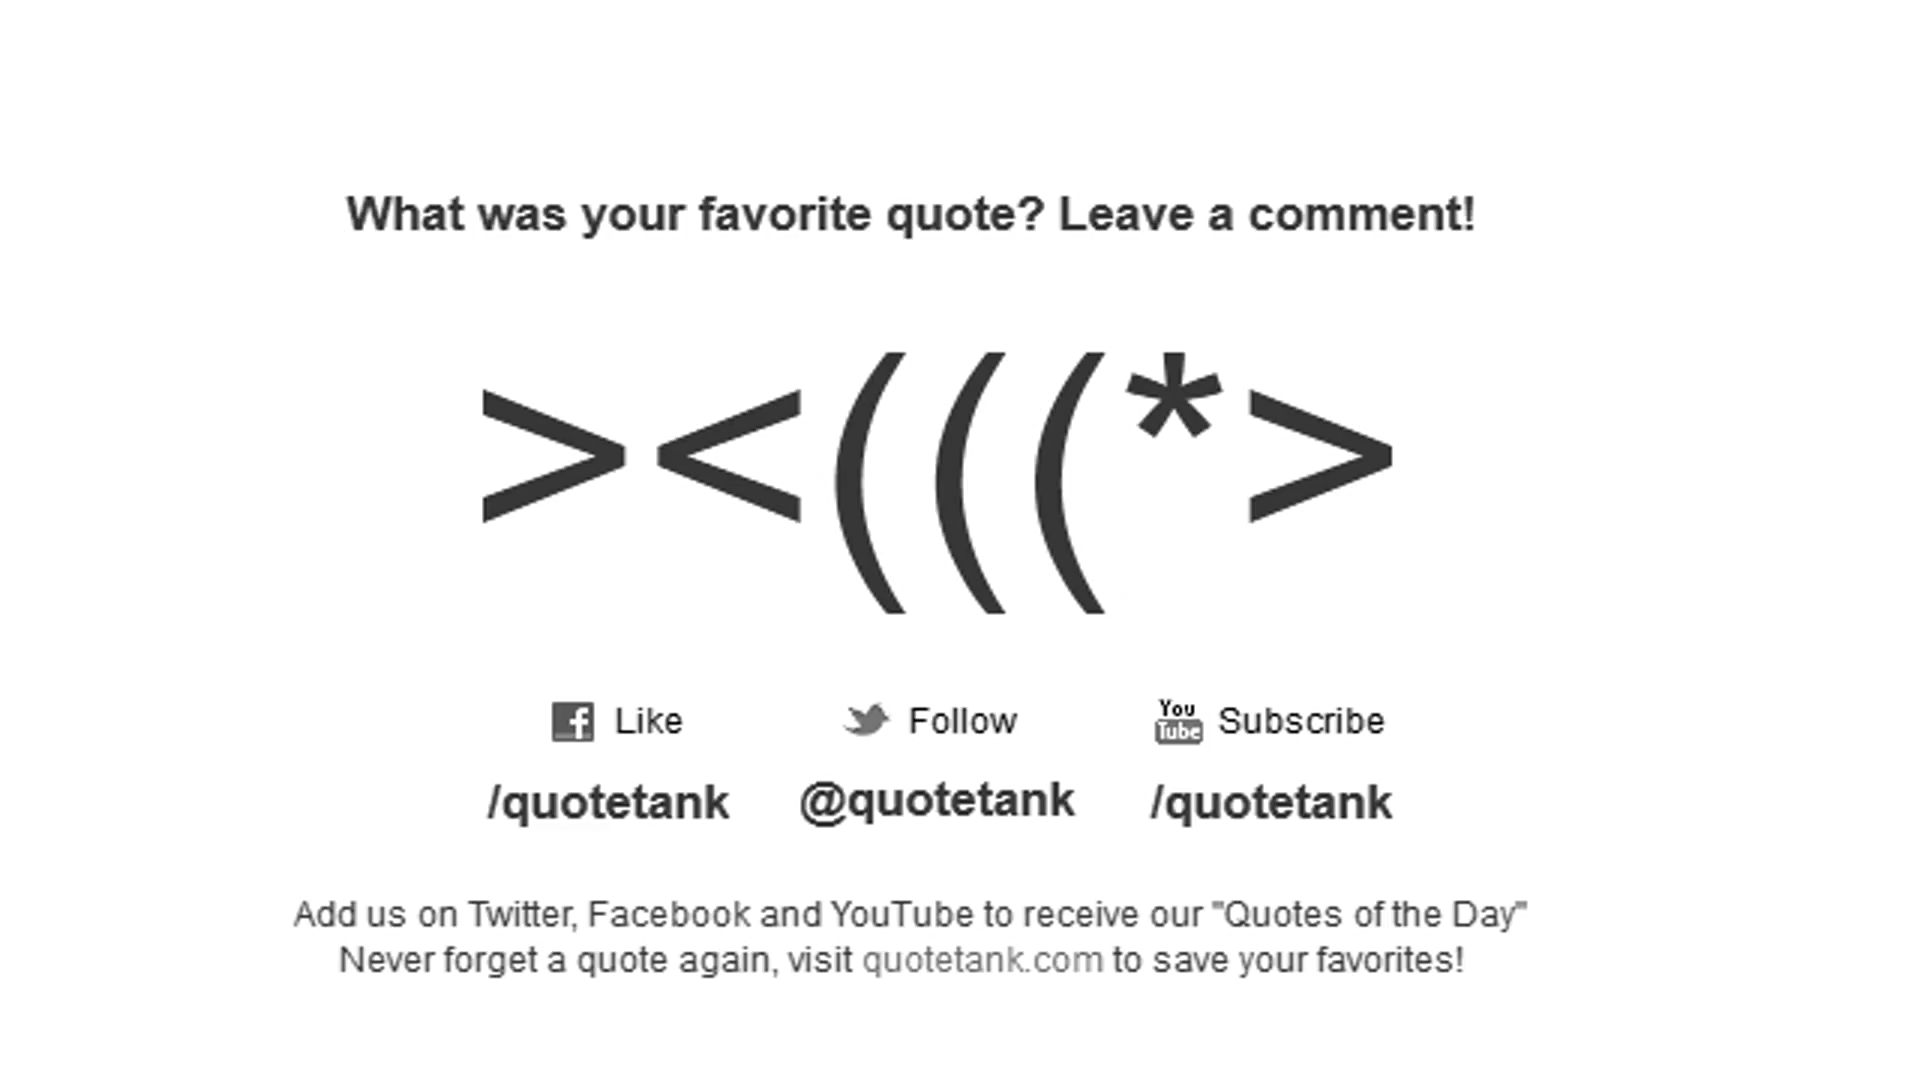 What was your favorite quote? Leave a comment!
><(((*>
f Like Follow You Tube Subscribe
/quotetank @quotetank /quotetank
Add us on Twitter, Facebook and YouTube to receive our "Quotes of the Day"
Never forget a quote again, visit quotetank.com to save your favorites!